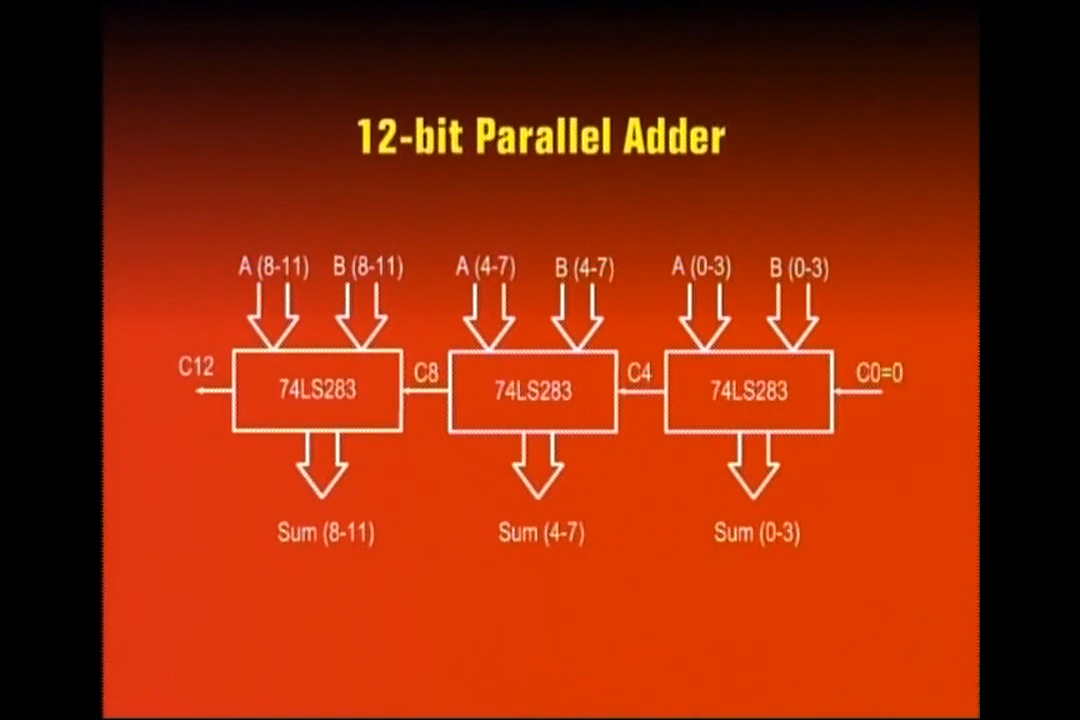 12-bit Parallel Adder
A (8-11) B (8-11) A (4-7) B (4-7) A (0-3) B (0-3)
C12 74LS283 C8 74LS283 C4 74LS283 C0=0
Sum (8-11) Sum (4-7) Sum (0-3)